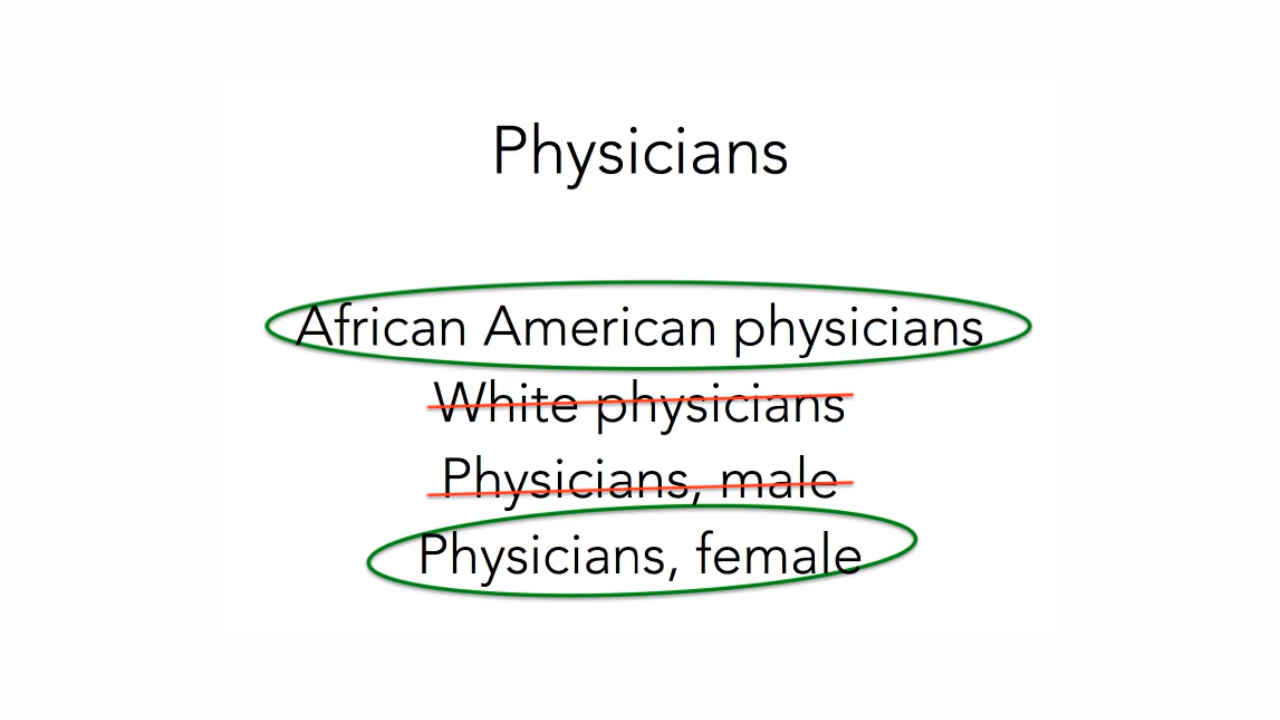 Physicians
African American physicians
White physicians
Physicians, male
Physicians, female